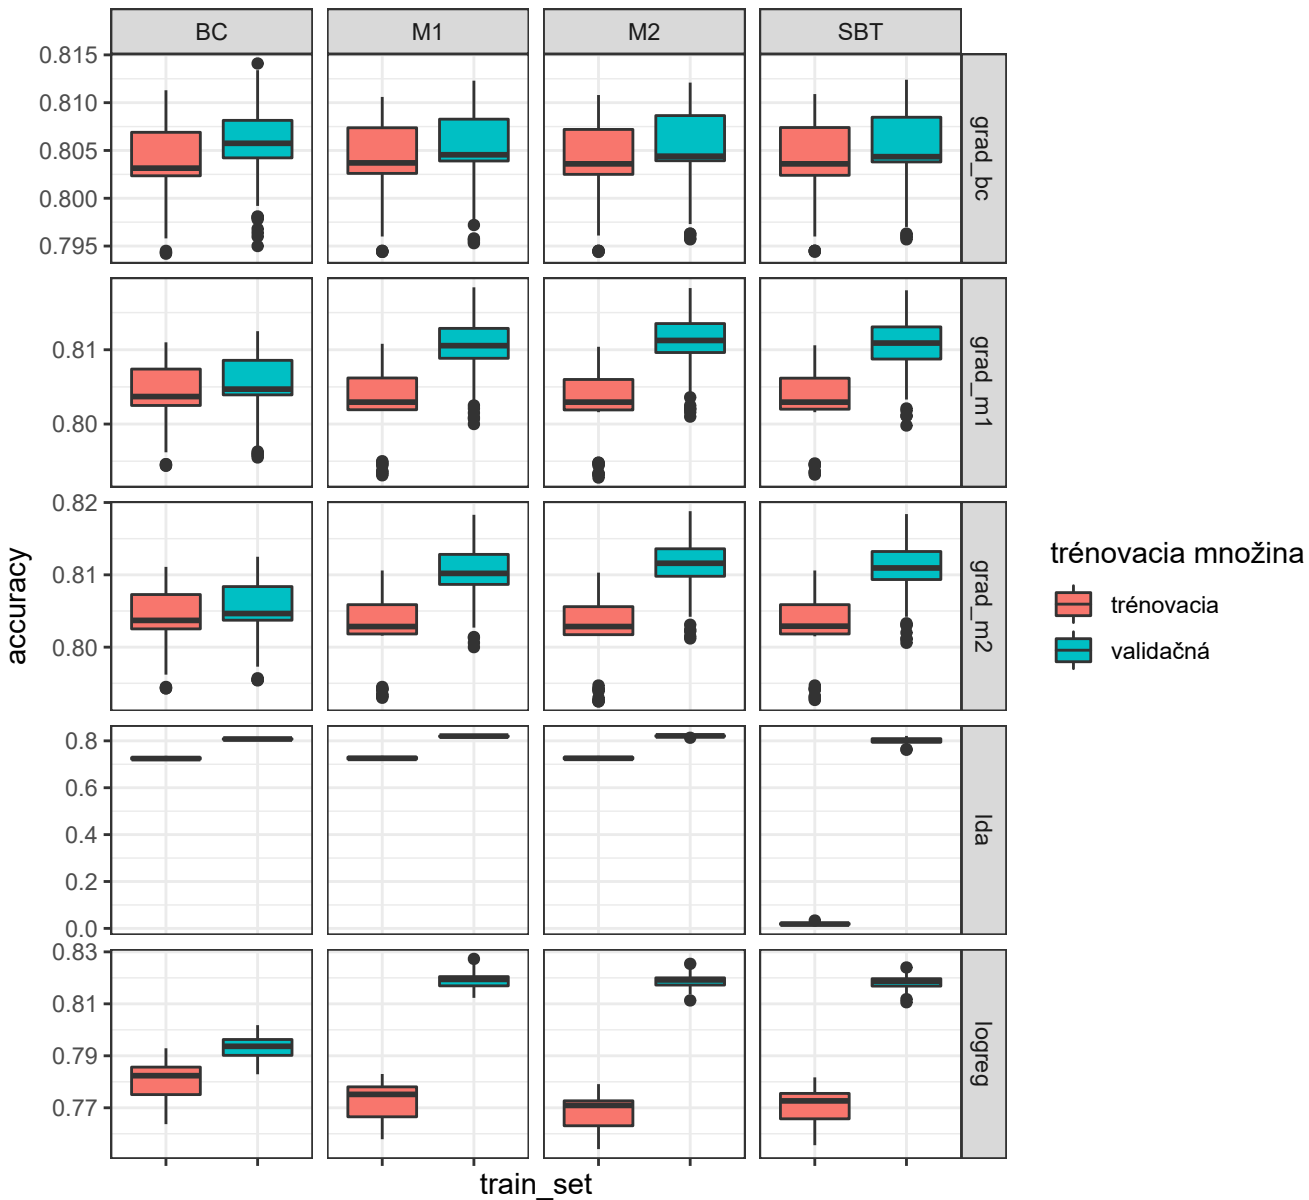 BC M1 M2 SBT
0.815
0.810
0.805
0.800
0.795
grad_bc
0.81
0.80
grad_m1
0.82
0.81
0.80
grad_m2
0.8
0.6
0.4
0.2
0.0
lda
0.83
0.81
0.79
0.77
logreg
accuracy
train_set
trénovacia množina
trénovacia
validačná